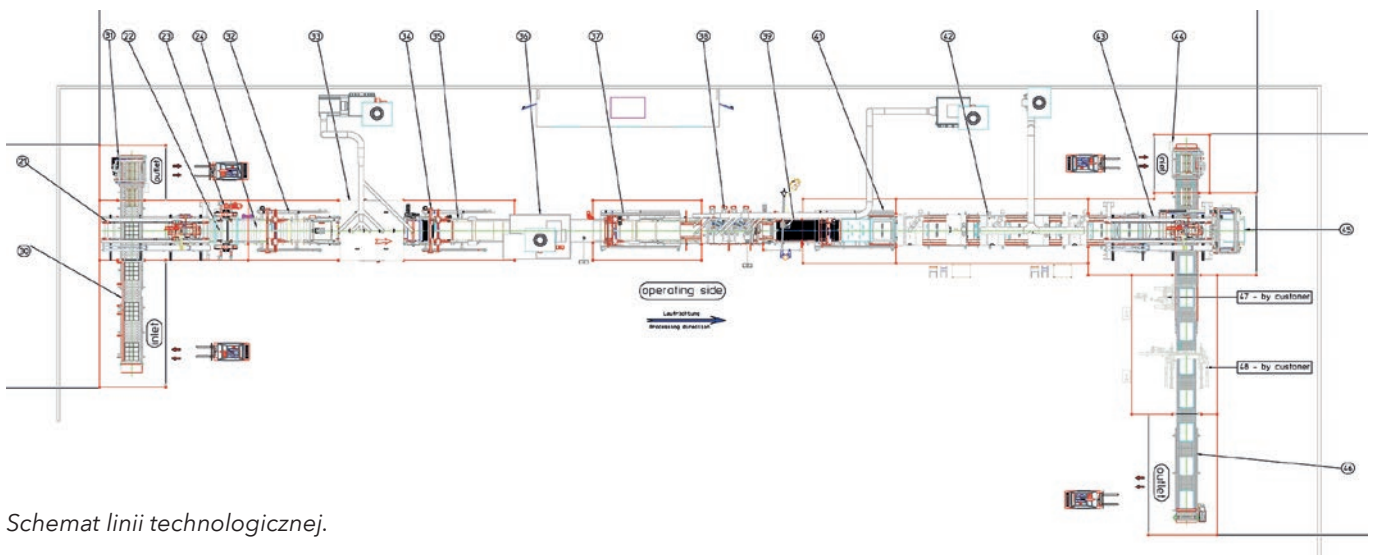 31
22
23
24
32
33
34
35
36
37
38
39
41
42
43
44
21
outlet
inlet
30
45
operating side
47 - by customer
Laufrichtung
Processing direction
inlet
48 - by customer
46
outlet
Schemat linii technologicznej.